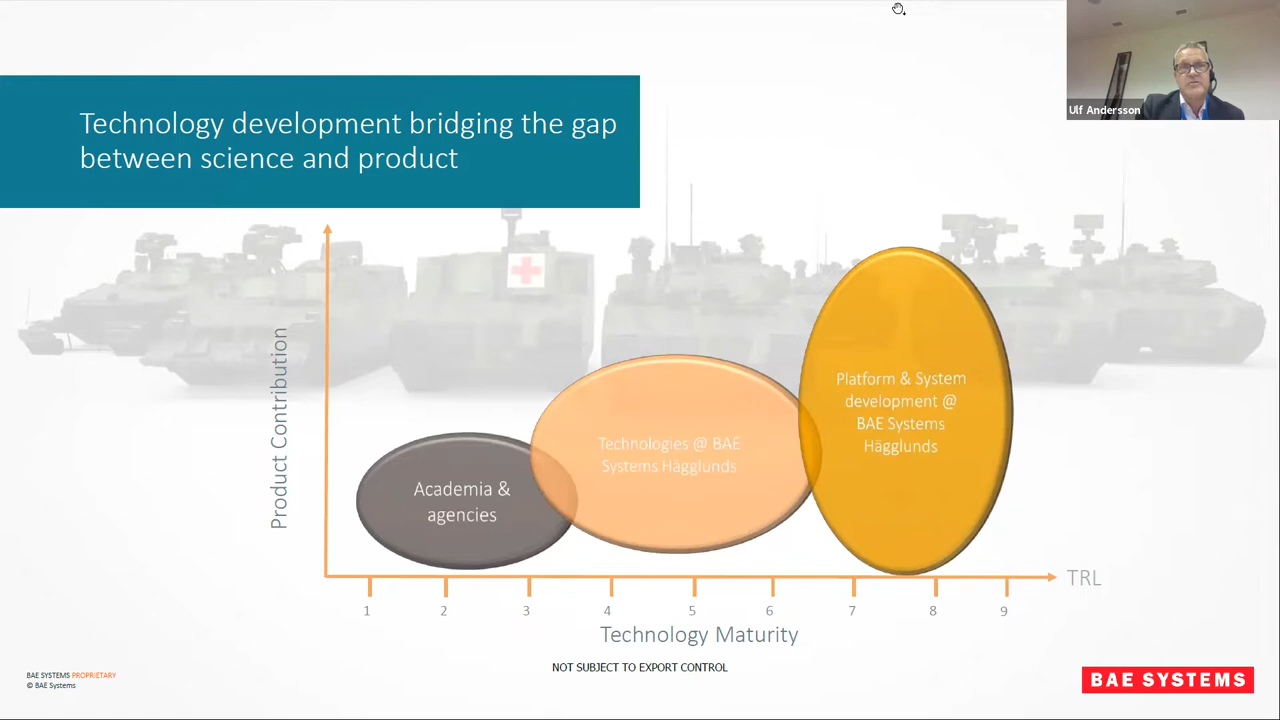 Ulf Andersson
Technology development bridging the gap
between science and product
Product Contribution
Academia &
agencies
Technologies @ BAE
Systems Hägglunds
Platform & System
development @
BAE Systems
Hägglunds
TRL
1 2 3 4 5 6 7 8 9
Technology Maturity
NOT SUBJECT TO EXPORT CONTROL
BAE SYSTEMS PROPRIETARY
© BAE Systems
BAE SYSTEMS